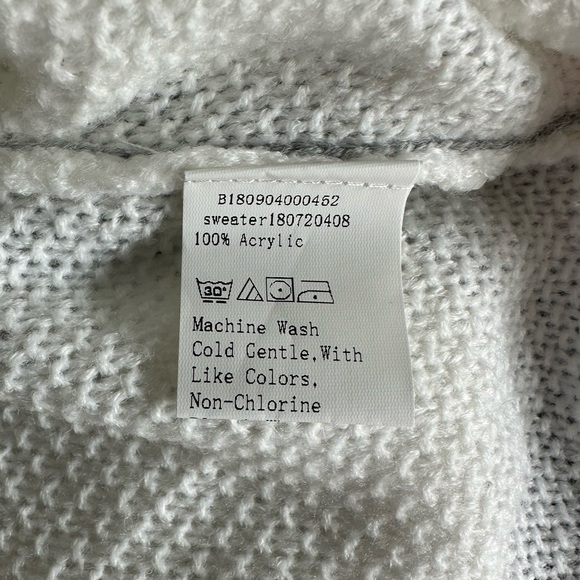 B180904000452
sweater180720408
100% Acrylic
30°
Machine Wash
Cold Gentle,With
Like Colors,
Non-Chlorine